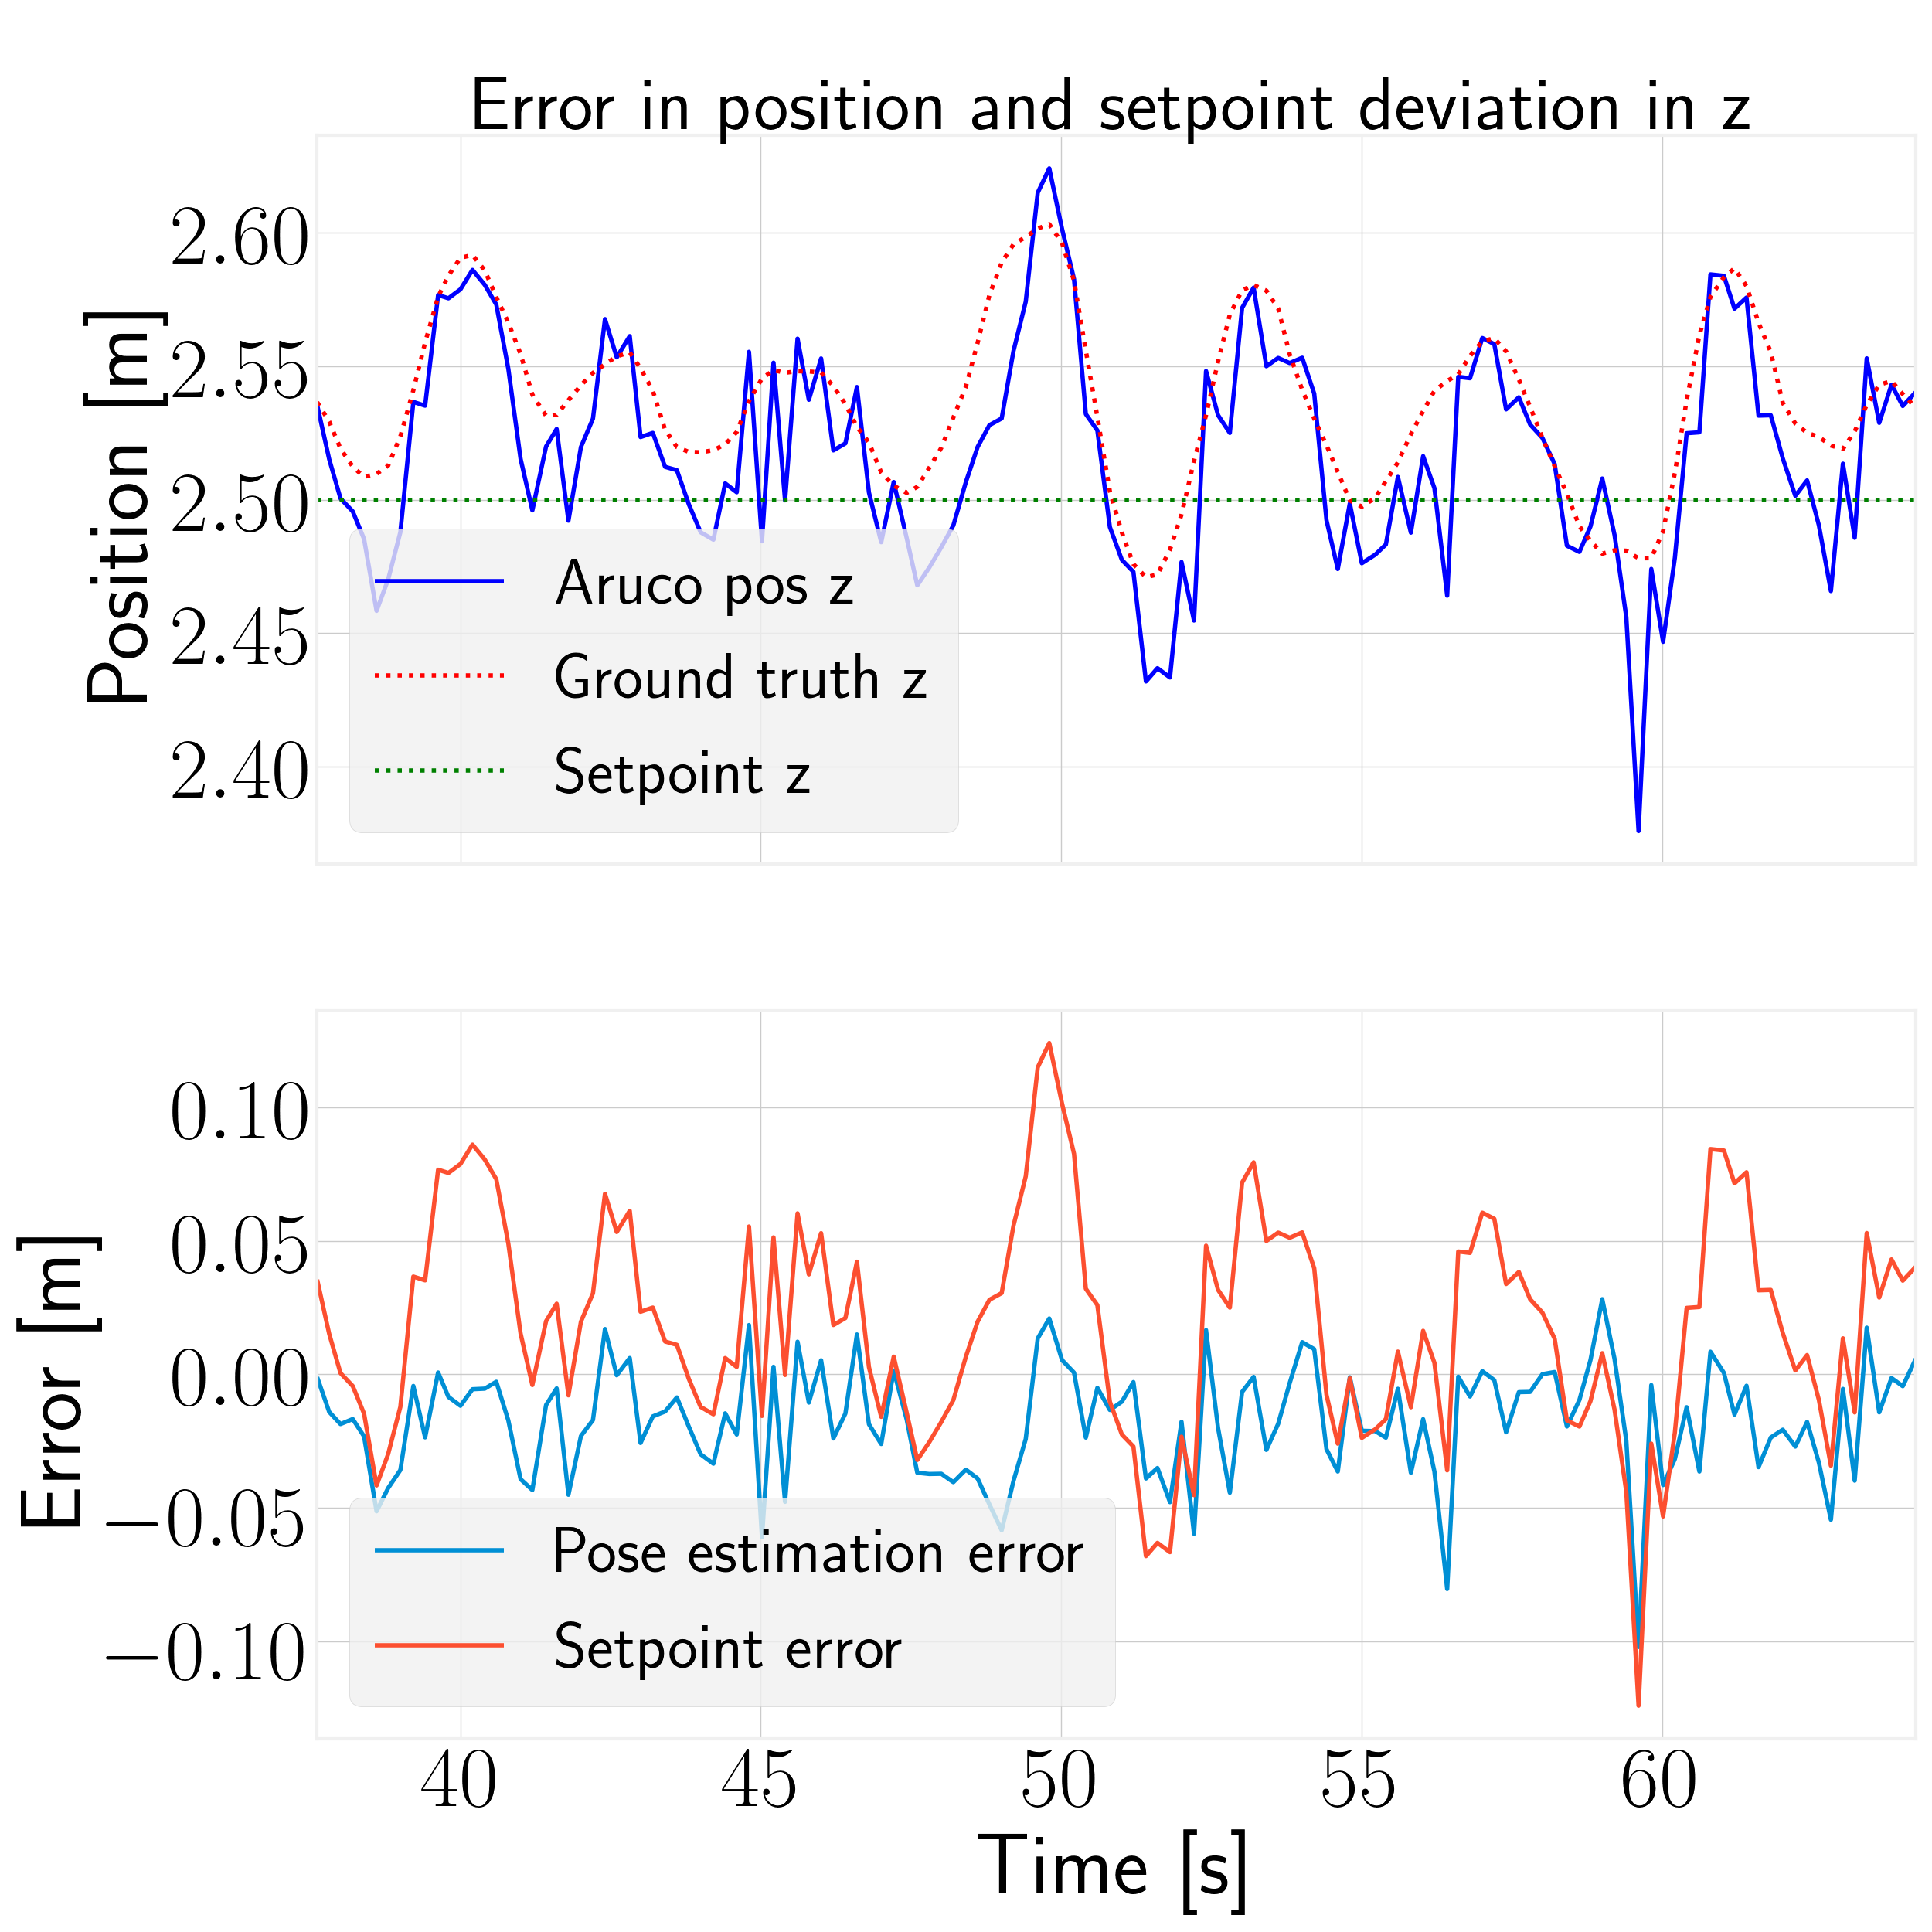 Error in position and setpoint deviation in z
Position [m]
2.60
2.55
2.50
2.45
2.40
Aruco pos z
Ground truth z
Setpoint z
Error [m]
0.10
0.05
0.00
−0.05
−0.10
Pose estimation error
Setpoint error
40 45 50 55 60
Time [s]